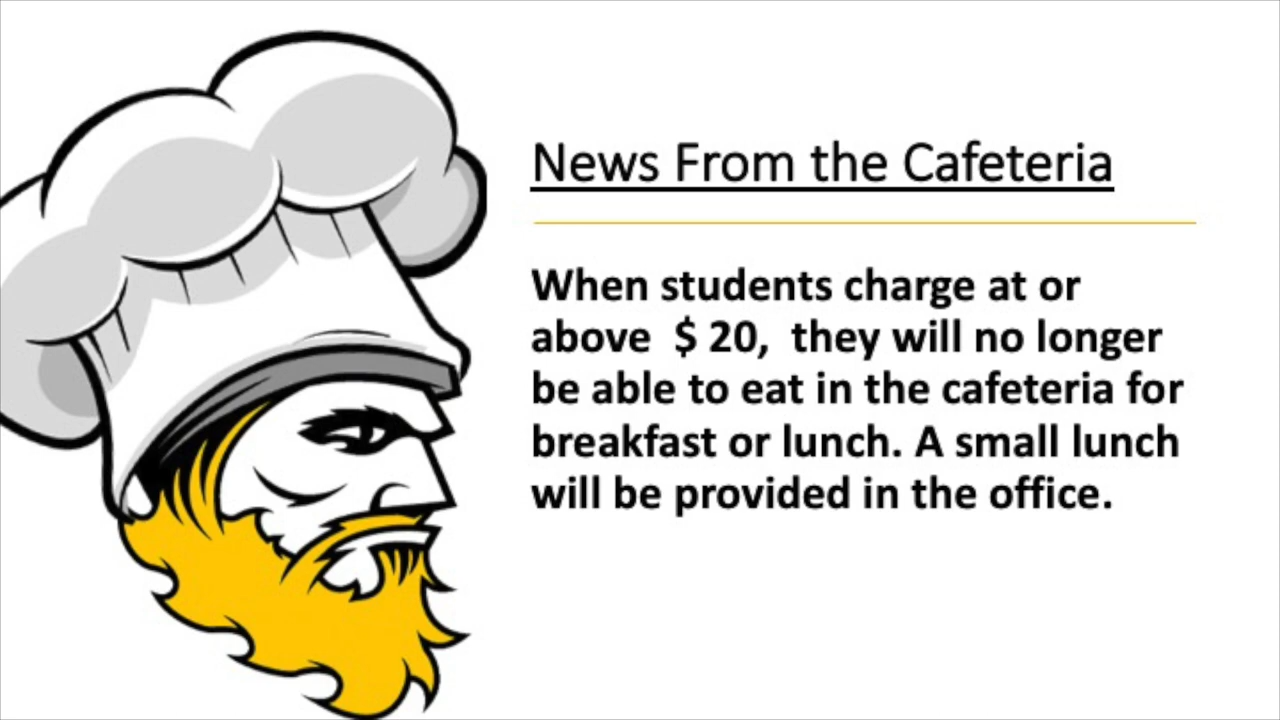 News From the Cafeteria
When students charge at or
above  $ 20,  they will no longer
be able to eat in the cafeteria for
breakfast or lunch. A small lunch
will be provided in the office.